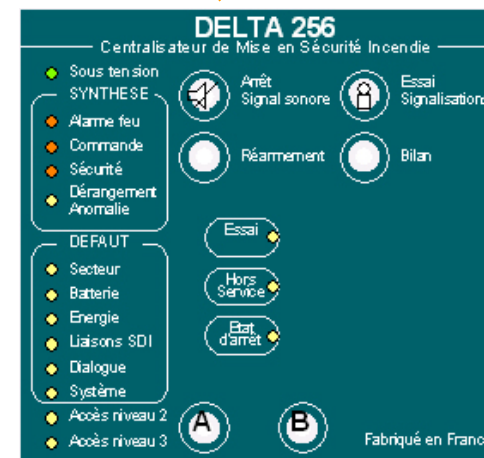 DELTA 256
Centralisateur de Mise en Sécurité Incendie
Sous tension
SYNTHESE
Alarme feu
Commande
Sécurité
Dérangement
Anomalie
Arrêt
Signal sonore
Essai
Signalisations
Réarmement
Bilan
DEFAUT
Secteur
Batterie
Energie
Liaisons SDI
Dialogue
Système
Accès niveau 2
Accès niveau 3
Essai
Hors
Service
Etat
d'arrêt
A
B
Fabriqué en Franc